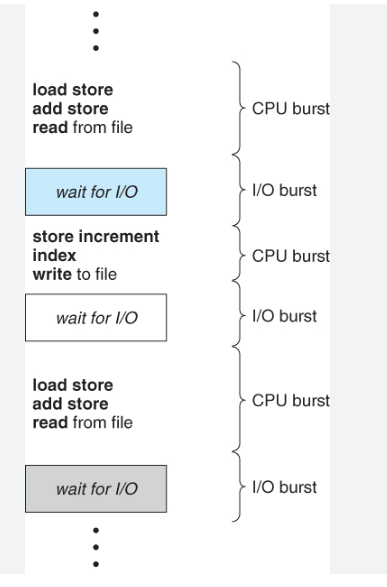 load store
add store
read from file
CPU burst
wait for I/O
I/O burst
store increment
index
write to file
CPU burst
wait for I/O
I/O burst
load store
add store
read from file
CPU burst
wait for I/O
I/O burst